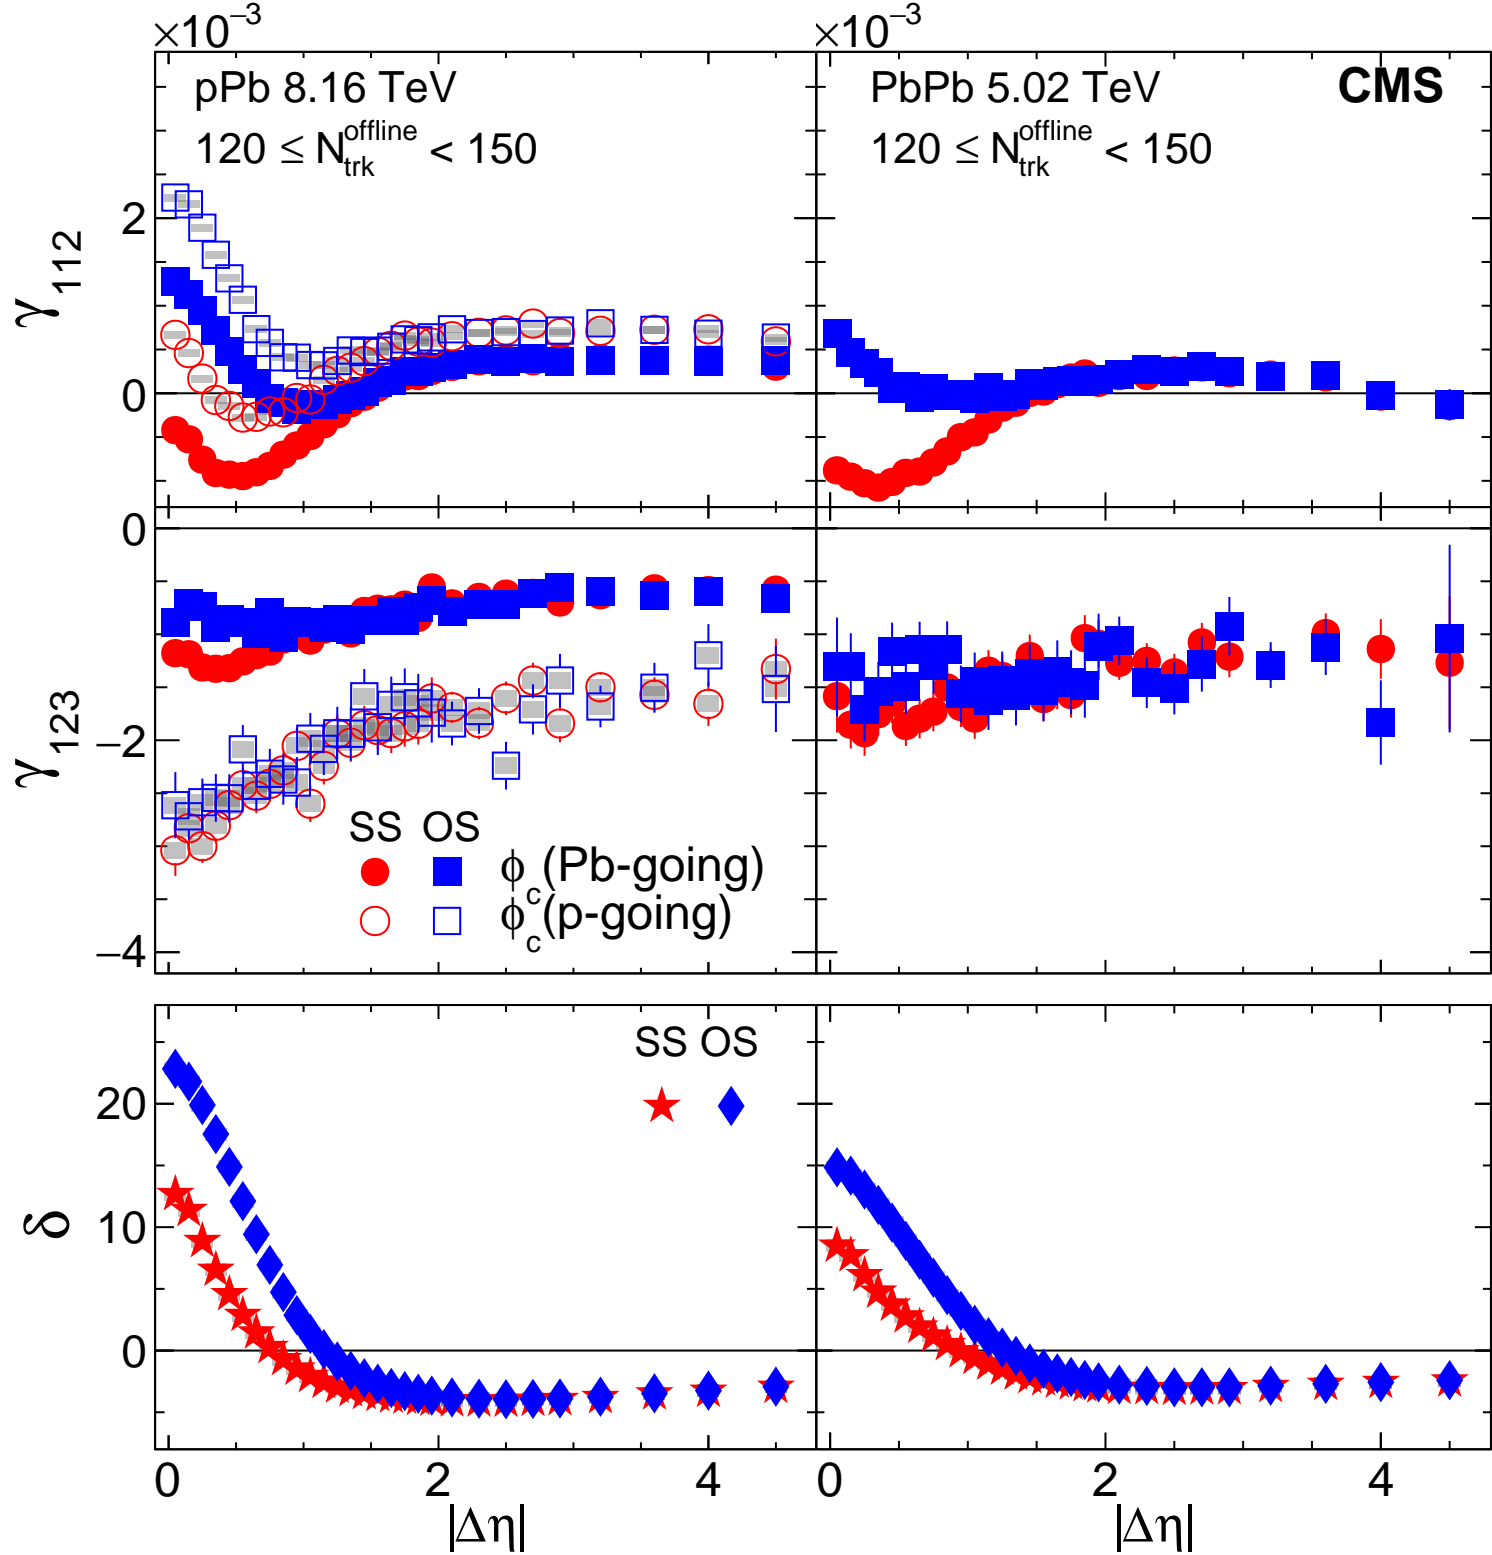 ×10⁻³ ×10⁻³
pPb 8.16 TeV PbPb 5.02 TeV CMS
120 ≤ N_trk^offline < 150 120 ≤ N_trk^offline < 150
γ₁₁₂
2
0
γ₁₂₃
0
−2
−4
SS OS
ϕ_c(Pb-going)
ϕ_c(p-going)
δ
SS OS
20
10
0
0 2 4 0 2 4
|Δη| |Δη|